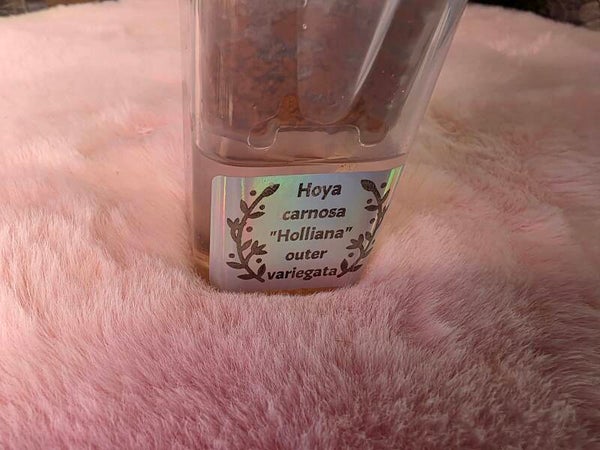 Hoya
carnosa
"Holliana"
outer
variegata